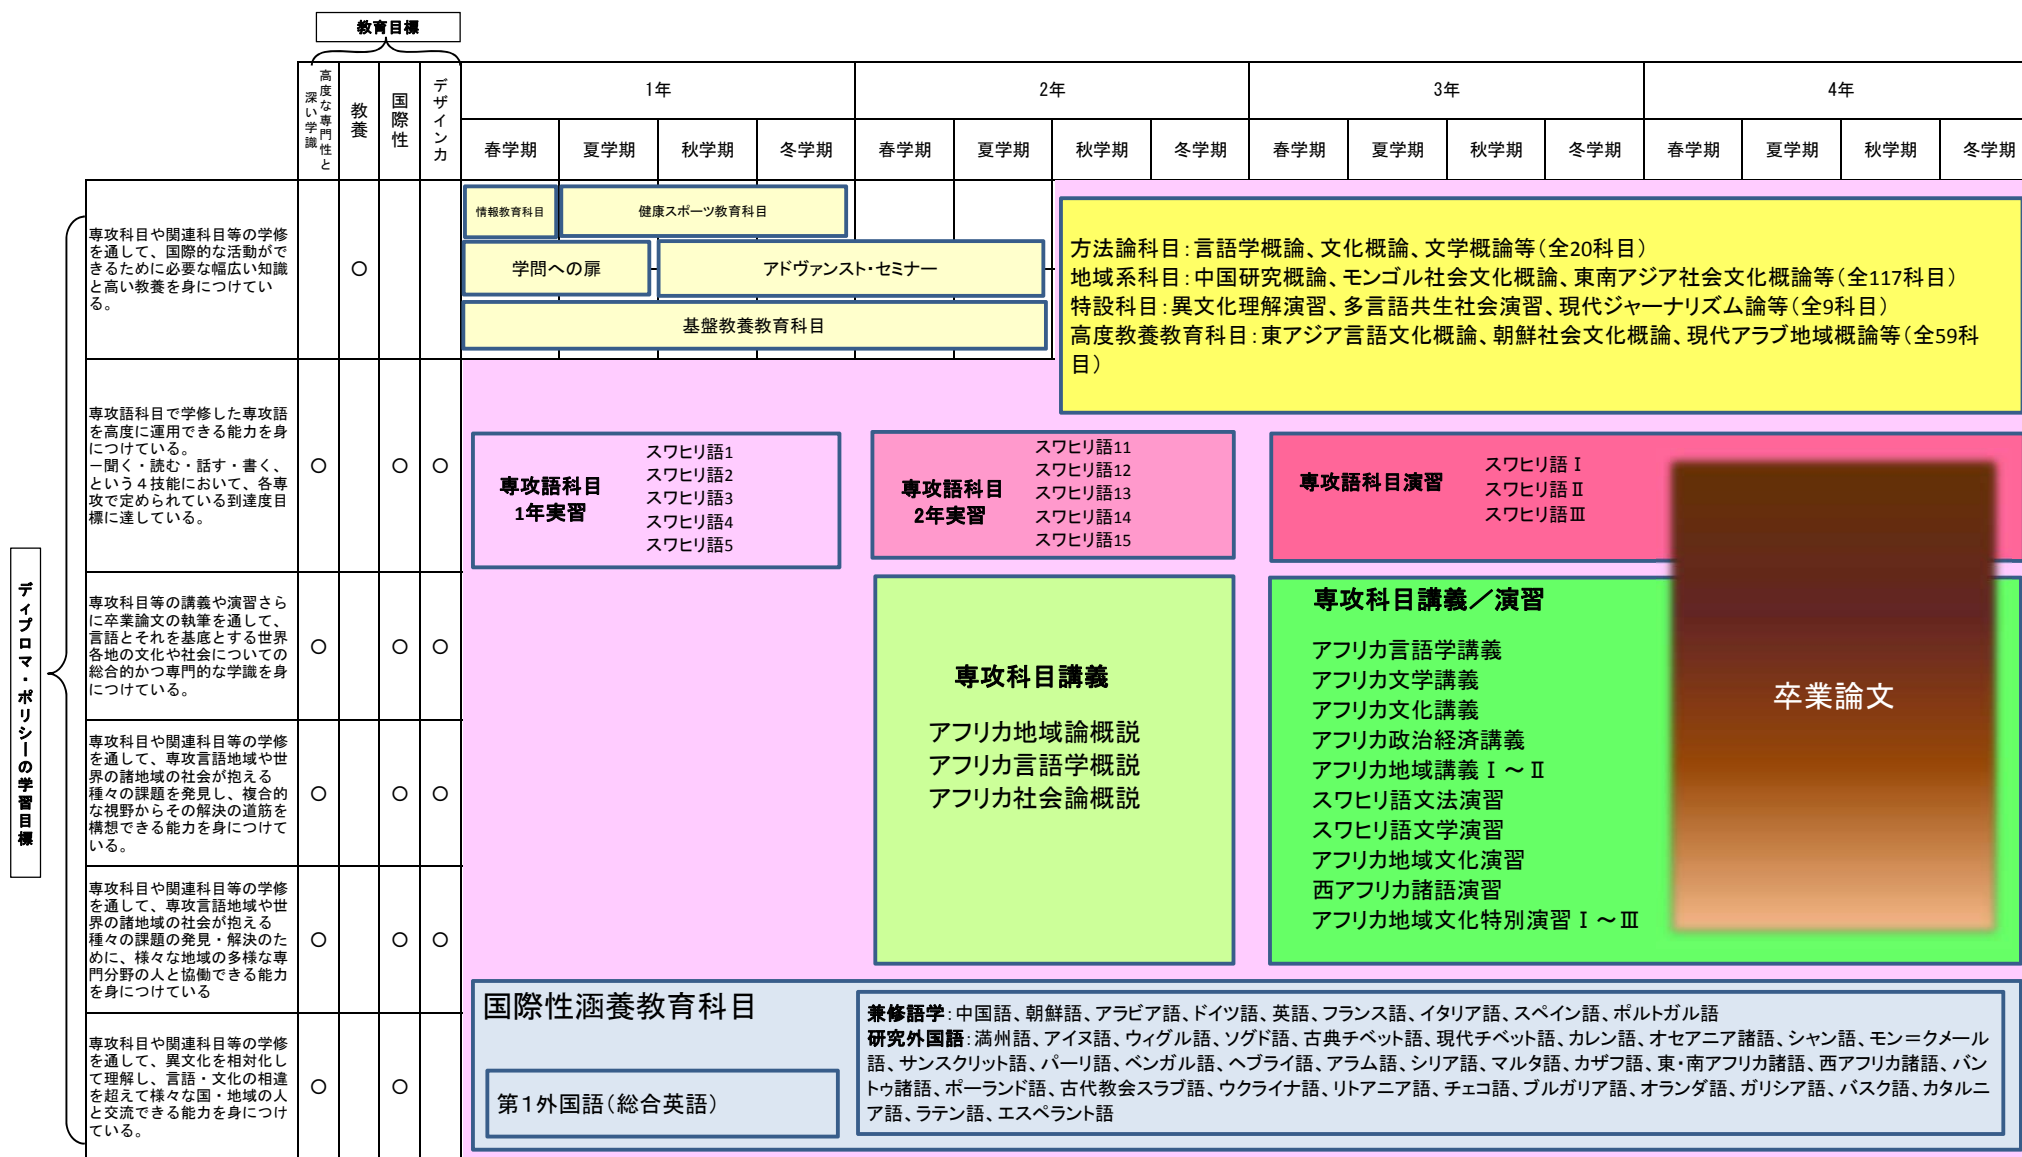 教育目標
高度な専門性と
深い学識
教養
国際性
デザイン力
1年
2年
3年
4年
春学期
夏学期
秋学期
冬学期
春学期
夏学期
秋学期
冬学期
春学期
夏学期
秋学期
冬学期
春学期
夏学期
秋学期
冬学期
ディプロマ・ポリシーの学習目標
専攻科目や関連科目等の学修
を通して、国際的な活動がで
きるために必要な幅広い知識
と高い教養を身につけてい
る。
○
情報教育科目
健康スポーツ教育科目
学問への扉
アドヴァンスト・セミナー
基盤教養教育科目
方法論科目：言語学概論、文化概論、文学概論等（全20科目）
地域系科目：中国研究概論、モンゴル社会文化概論、東南アジア社会文化概論等（全117科目）
特設科目：異文化理解演習、多言語共生社会演習、現代ジャーナリズム論等（全9科目）
高度教養教育科目：東アジア言語文化概論、朝鮮社会文化概論、現代アラブ地域概論等（全59科
目）
専攻語科目で学修した専攻語
を高度に運用できる能力を身
につけている。
－聞く・読む・話す・書く、
という４技能において、各専
攻で定められている到達度目
標に達している。
○ ○ ○
専攻語科目
1年実習
スワヒリ語1
スワヒリ語2
スワヒリ語3
スワヒリ語4
スワヒリ語5
専攻語科目
2年実習
スワヒリ語11
スワヒリ語12
スワヒリ語13
スワヒリ語14
スワヒリ語15
専攻語科目演習
スワヒリ語Ⅰ
スワヒリ語Ⅱ
スワヒリ語Ⅲ
専攻科目等の講義や演習さら
に卒業論文の執筆を通して、
言語とそれを基底とする世界
各地の文化や社会についての
総合的かつ専門的な学識を身
につけている。
○ ○ ○
専攻科目講義
アフリカ地域論概説
アフリカ言語学概説
アフリカ社会論概説
専攻科目講義／演習
アフリカ言語学講義
アフリカ文学講義
アフリカ文化講義
アフリカ政治経済講義
アフリカ地域講義Ⅰ～Ⅱ
スワヒリ語文法演習
スワヒリ語文学演習
アフリカ地域文化演習
西アフリカ諸語演習
アフリカ地域文化特別演習Ⅰ～Ⅲ
卒業論文
専攻科目や関連科目等の学修
を通して、専攻言語地域や世
界の諸地域の社会が抱える
種々の課題を発見し、複合的
な視野からその解決の道筋を
構想できる能力を身につけて
いる。
○ ○ ○
専攻科目や関連科目等の学修
を通して、専攻言語地域や世
界の諸地域の社会が抱える
種々の課題の発見・解決のた
めに、様々な地域の多様な専
門分野の人と協働できる能力
を身につけている
○ ○ ○
専攻科目や関連科目等の学修
を通して、異文化を相対化し
て理解し、言語・文化の相違
を超えて様々な国・地域の人
と交流できる能力を身につけ
ている。
○ ○
国際性涵養教育科目
第１外国語（総合英語）
兼修語学：中国語、朝鮮語、アラビア語、ドイツ語、英語、フランス語、イタリア語、スペイン語、ポルトガル語
研究外国語：満州語、アイヌ語、ウィグル語、ソグド語、古典チベット語、現代チベット語、カレン語、オセアニア諸語、シャン語、モン＝クメール
語、サンスクリット語、パーリ語、ベンガル語、ヘブライ語、アラム語、シリア語、マルタ語、カザフ語、東・南アフリカ諸語、西アフリカ諸語、バン
トゥ諸語、ポーランド語、古代教会スラブ語、ウクライナ語、リトアニア語、チェコ語、ブルガリア語、オランダ語、ガリシア語、バスク語、カタルニ
ア語、ラテン語、エスペラント語